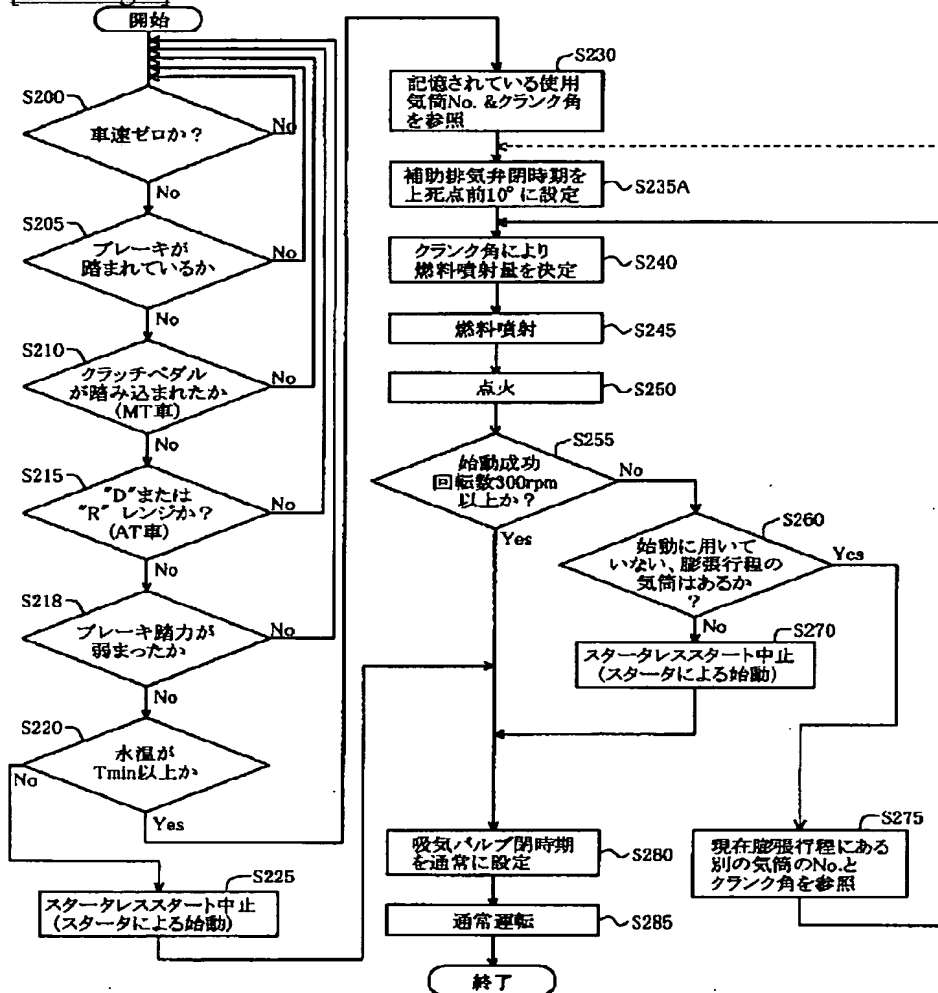 開始
S200
車速ゼロか?
No
No
S205
ブレーキが
踏まれているか
No
No
S210
クラッチペダル
が踏み込まれたか
(MT車)
No
No
S215
"D"または
"R" レンジか?
(AT車)
No
No
S218
ブレーキ踏力が
弱まったか
No
No
S220
水温が
Tmin以上か
No
Yes
S225
スタータレススタート中止
(スタータによる始動)
S230
記憶されている使用
気筒No. &クランク角
を参照
補助排気弁閉時期を
上死点前10°に設定
S235A
クランク角により
燃料噴射量を決定
S240
燃料噴射
S245
点火
S250
S255
始動成功
回転数300rpm
以上か?
No
Yes
S260
始動に用いて
いない、膨張行程の
気筒はあるか
?
Yes
No
S270
スタータレススタート中止
(スタータによる始動)
S275
現在膨張行程にある
別の気筒のNo.と
クランク角を参照
吸気バルブ閉時期
を通常に設定
S280
通常運転
S285
終了